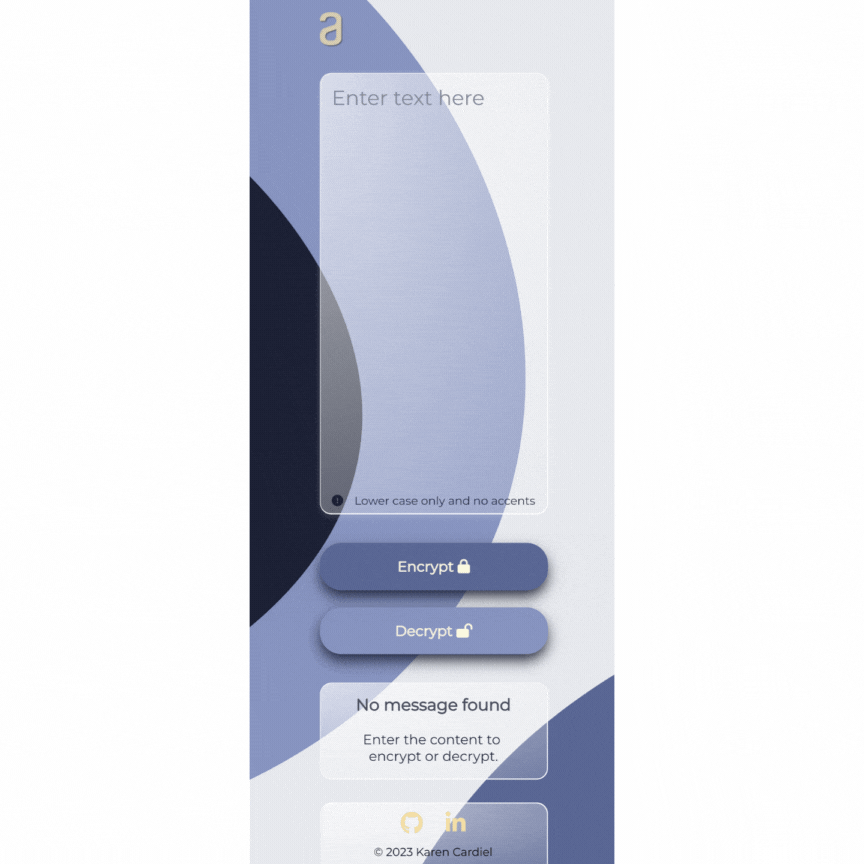 a
Enter text here
Lower case only and no accents
Encrypt
Decrypt
No message found
Enter the content to
encrypt or decrypt.
in
© 2023 Karen Cardiel